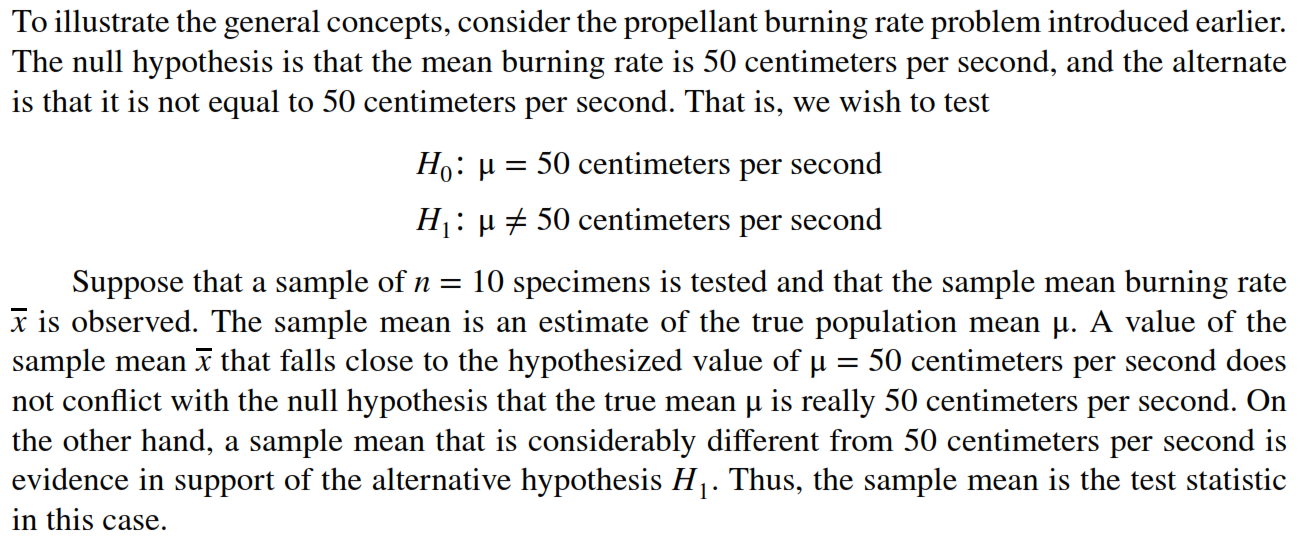 To illustrate the general concepts, consider the propellant burning rate problem introduced earlier.
The null hypothesis is that the mean burning rate is 50 centimeters per second, and the alternate
is that it is not equal to 50 centimeters per second. That is, we wish to test
H₀: μ = 50 centimeters per second
H₁: μ ≠ 50 centimeters per second
Suppose that a sample of n = 10 specimens is tested and that the sample mean burning rate
x̅ is observed. The sample mean is an estimate of the true population mean μ. A value of the
sample mean x̅ that falls close to the hypothesized value of μ = 50 centimeters per second does
not conflict with the null hypothesis that the true mean μ is really 50 centimeters per second. On
the other hand, a sample mean that is considerably different from 50 centimeters per second is
evidence in support of the alternative hypothesis H₁. Thus, the sample mean is the test statistic
in this case.